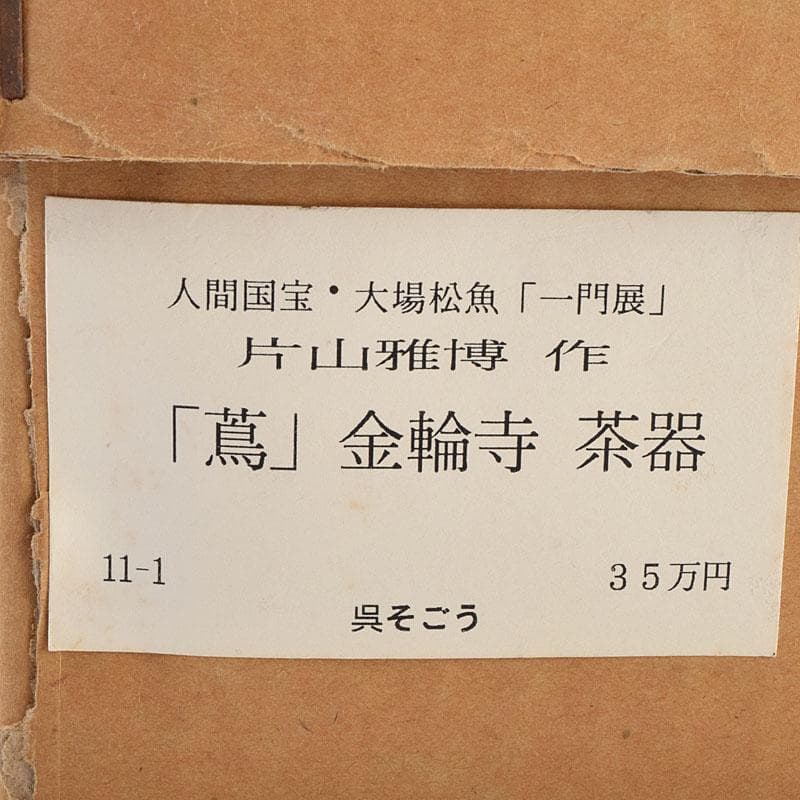 人間国宝・大場松魚「一門展」
片山雅博 作
「蔦」金輪寺 茶器
11-1
35万円
呉そごう